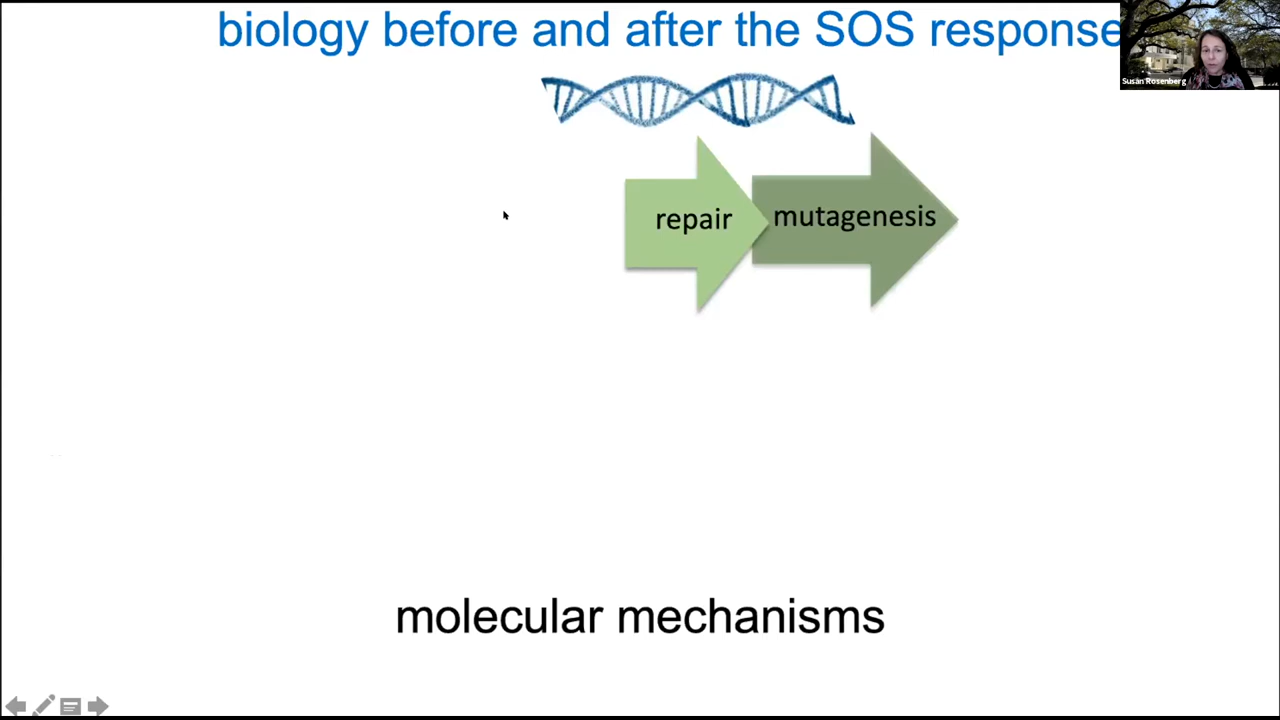 biology before and after the SOS response
Susan Rosenberg
repair
mutagenesis
molecular mechanisms